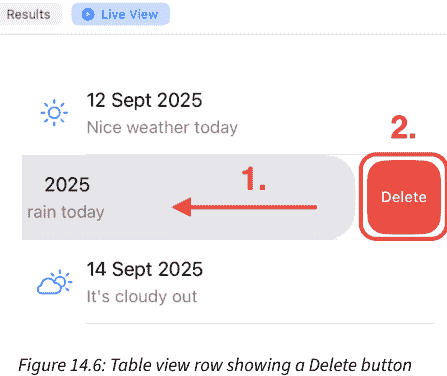 Results Live View
12 Sept 2025
Nice weather today
2.
2025
1.
Delete
rain today
14 Sept 2025
It's cloudy out
Figure 14.6: Table view row showing a Delete button